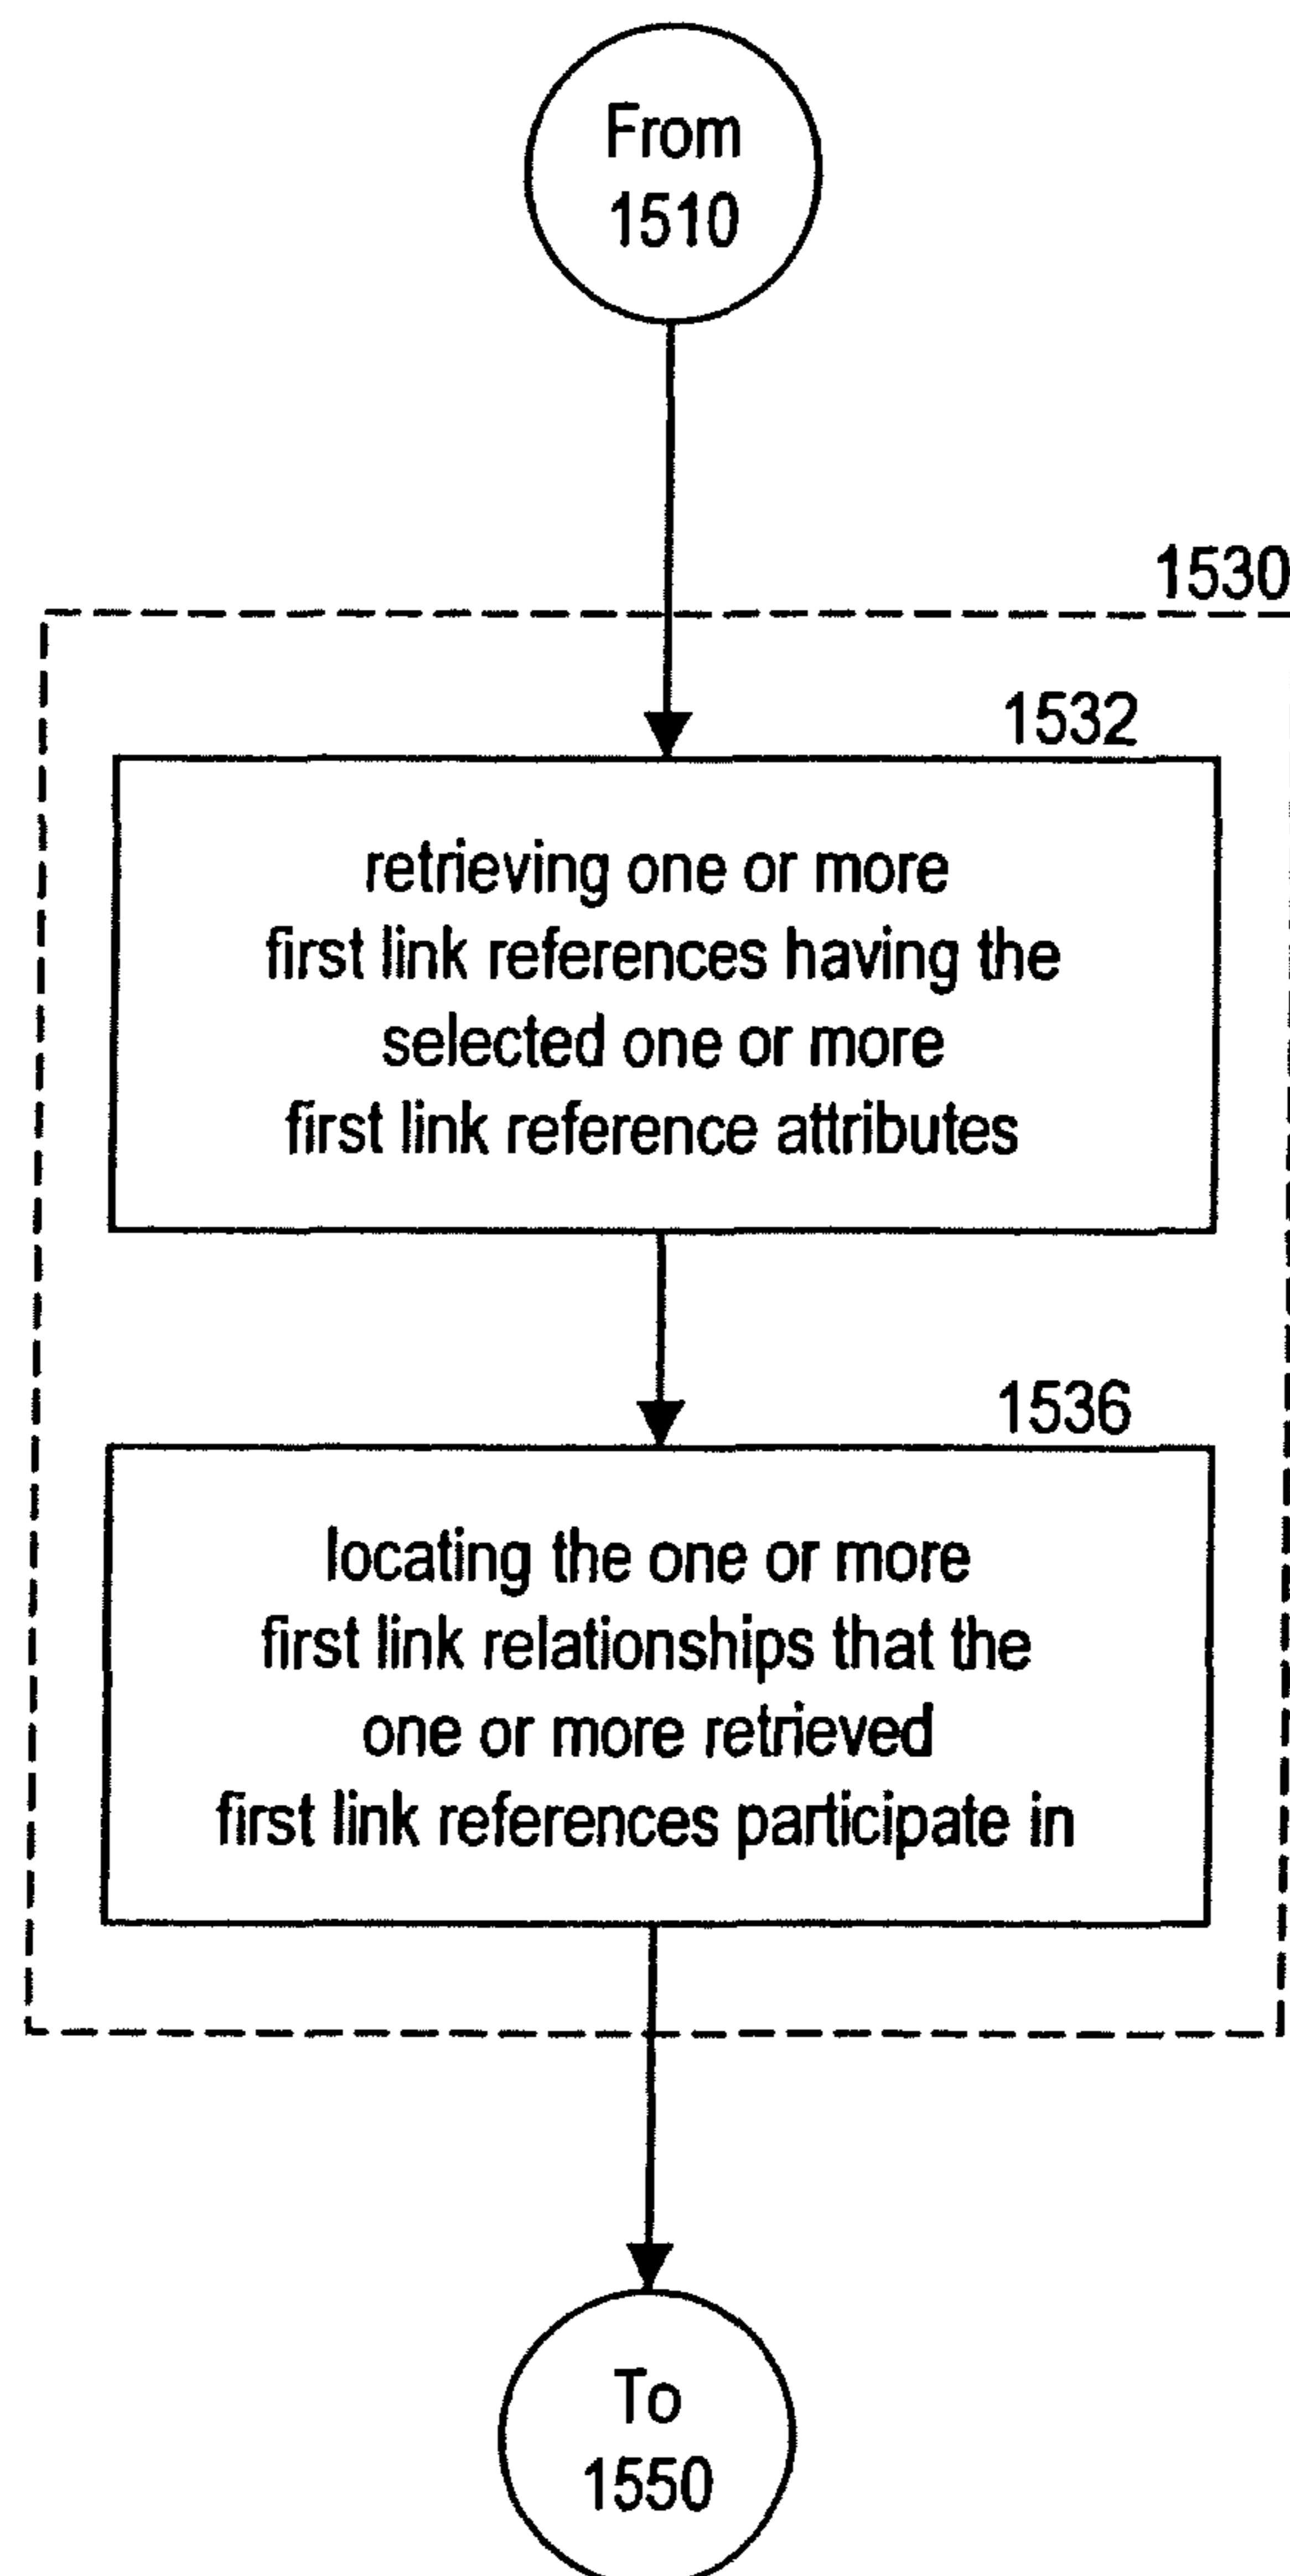 From
1510
1530
1532
retrieving one or more
first link references having the
selected one or more
first link reference attributes
1536
locating the one or more
first link relationships that the
one or more retrieved
first link references participate in
To
1550